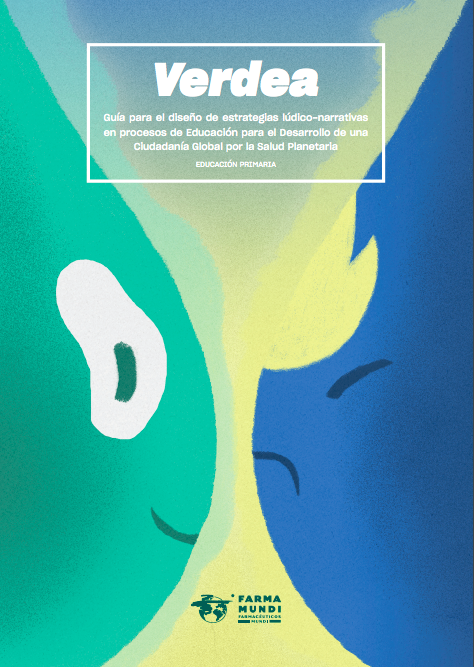 Verdea
Guía para el diseño de estrategias lúdico-narrativas
en procesos de Educación para el Desarrollo de una
Ciudadanía Global por la Salud Planetaria
EDUCACIÓN PRIMARIA
FARMA
MUNDI
FARMACÉUTICOS
MUNDI